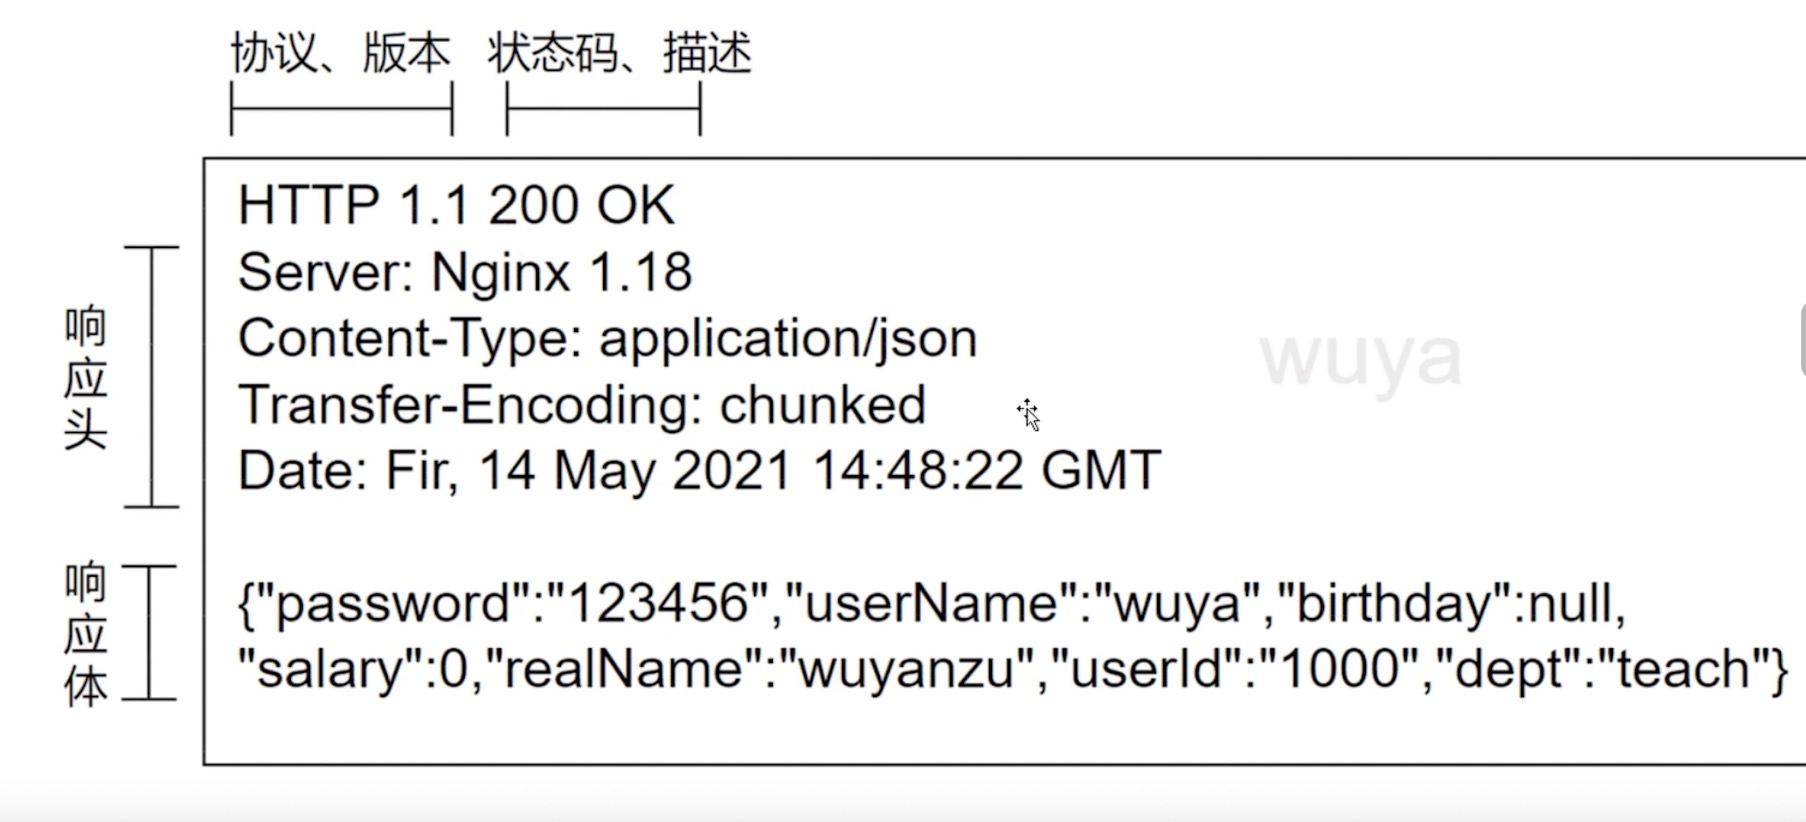 协议、版本 状态码、描述
HTTP 1.1 200 OK
Server: Nginx 1.18
Content-Type: application/json
Transfer-Encoding: chunked
Date: Fir, 14 May 2021 14:48:22 GMT
响应头
wuya
{"password":"123456","userName":"wuya","birthday":null,
"salary":0,"realName":"wuyanzu","userId":"1000","dept":"teach"}
响应体